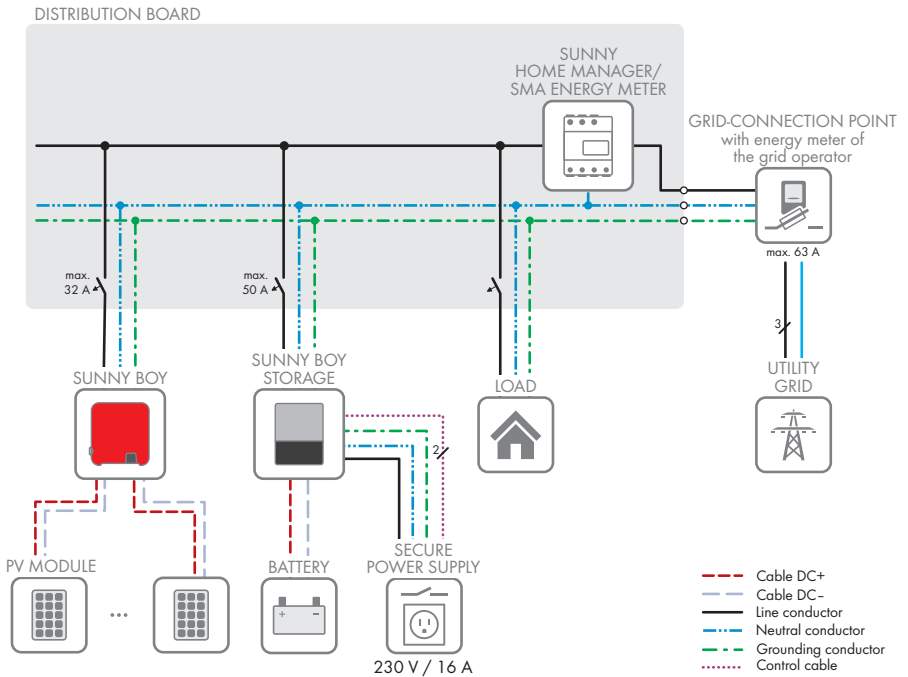 DISTRIBUTION BOARD
SUNNY
HOME MANAGER/
SMA ENERGY METER
GRID-CONNECTION POINT
with energy meter of
the grid operator
max. 63 A
max.
32 A
max.
50 A
3
SUNNY BOY
SUNNY BOY
STORAGE
LOAD
UTILITY
GRID
2
PV MODULE
...
BATTERY
+ −
SECURE
POWER SUPPLY
230 V / 16 A
Cable DC+
Cable DC−
Line conductor
Neutral conductor
Grounding conductor
Control cable